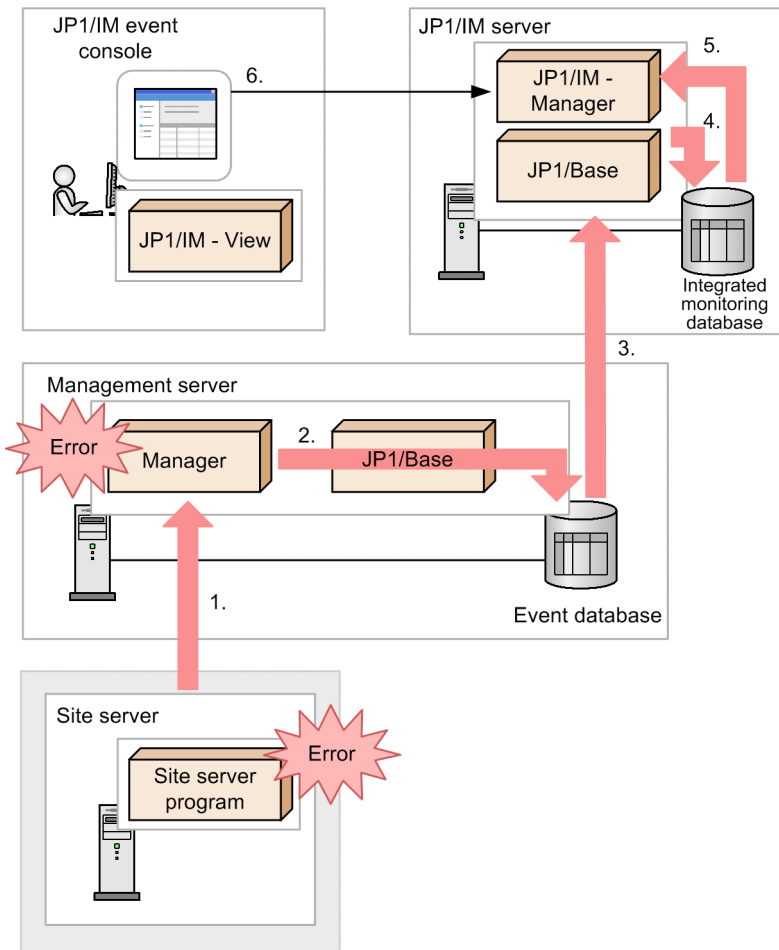 JP1/IM event
console
6.
JP1/IM - View
JP1/IM server
5.
JP1/IM -
Manager
4.
JP1/Base
Integrated
monitoring
database
3.
Management server
Error
Manager
2.
JP1/Base
1.
Event database
Site server
Error
Site server
program